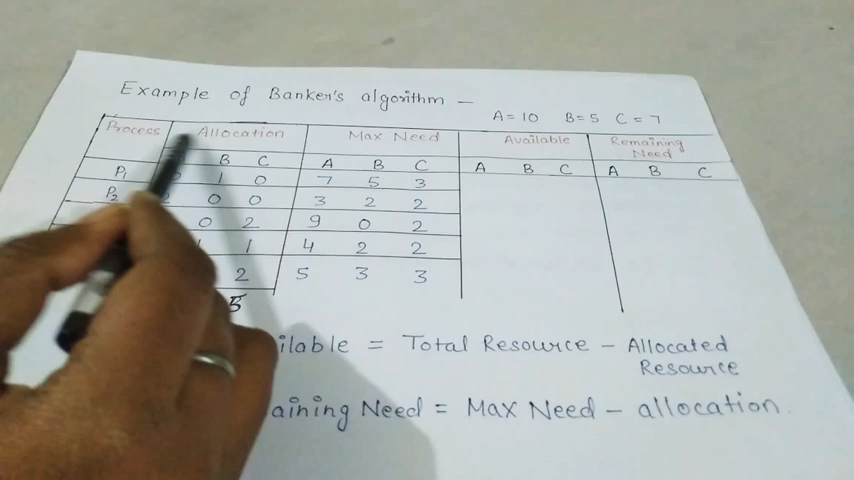 Example of Banker's algorithm —
A = 10 B = 5 C = 7
Process Allocation Max Need Available Remaining Need
B C A B C A B C A B C
P1 1 0 7 5 3
P2 0 0 3 2 2
0 2 9 0 2
1 1 4 2 2
2 5 3 3
5
ilable = Total Resource - Allocated
Resource
aining Need = Max Need - allocation.